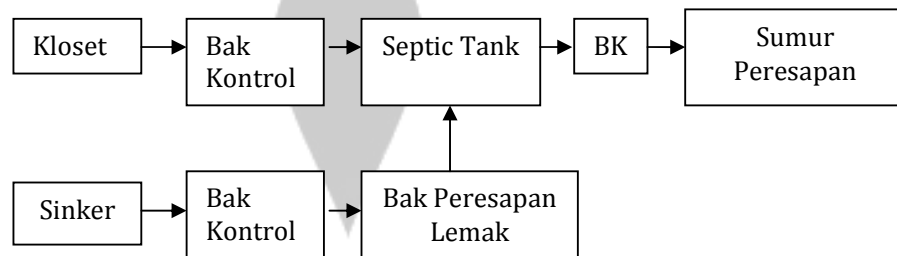 Kloset
Bak
Kontrol
Septic Tank
BK
Sumur
Peresapan
Sinker
Bak
Kontrol
Bak Peresapan
Lemak